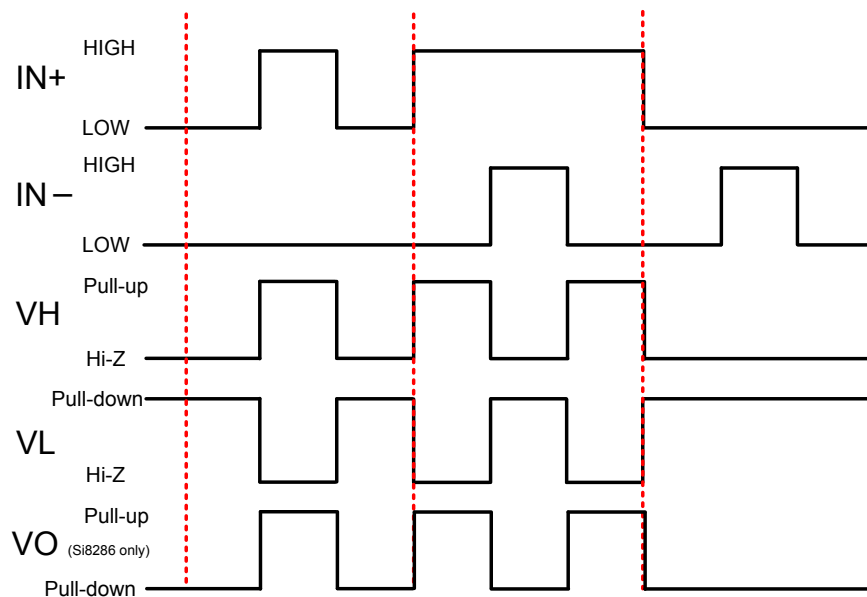 HIGH
IN+
LOW
HIGH
IN−
LOW
Pull-up
VH
Hi-Z
Pull-down
VL
Hi-Z
Pull-up
VO (Si8286 only)
Pull-down